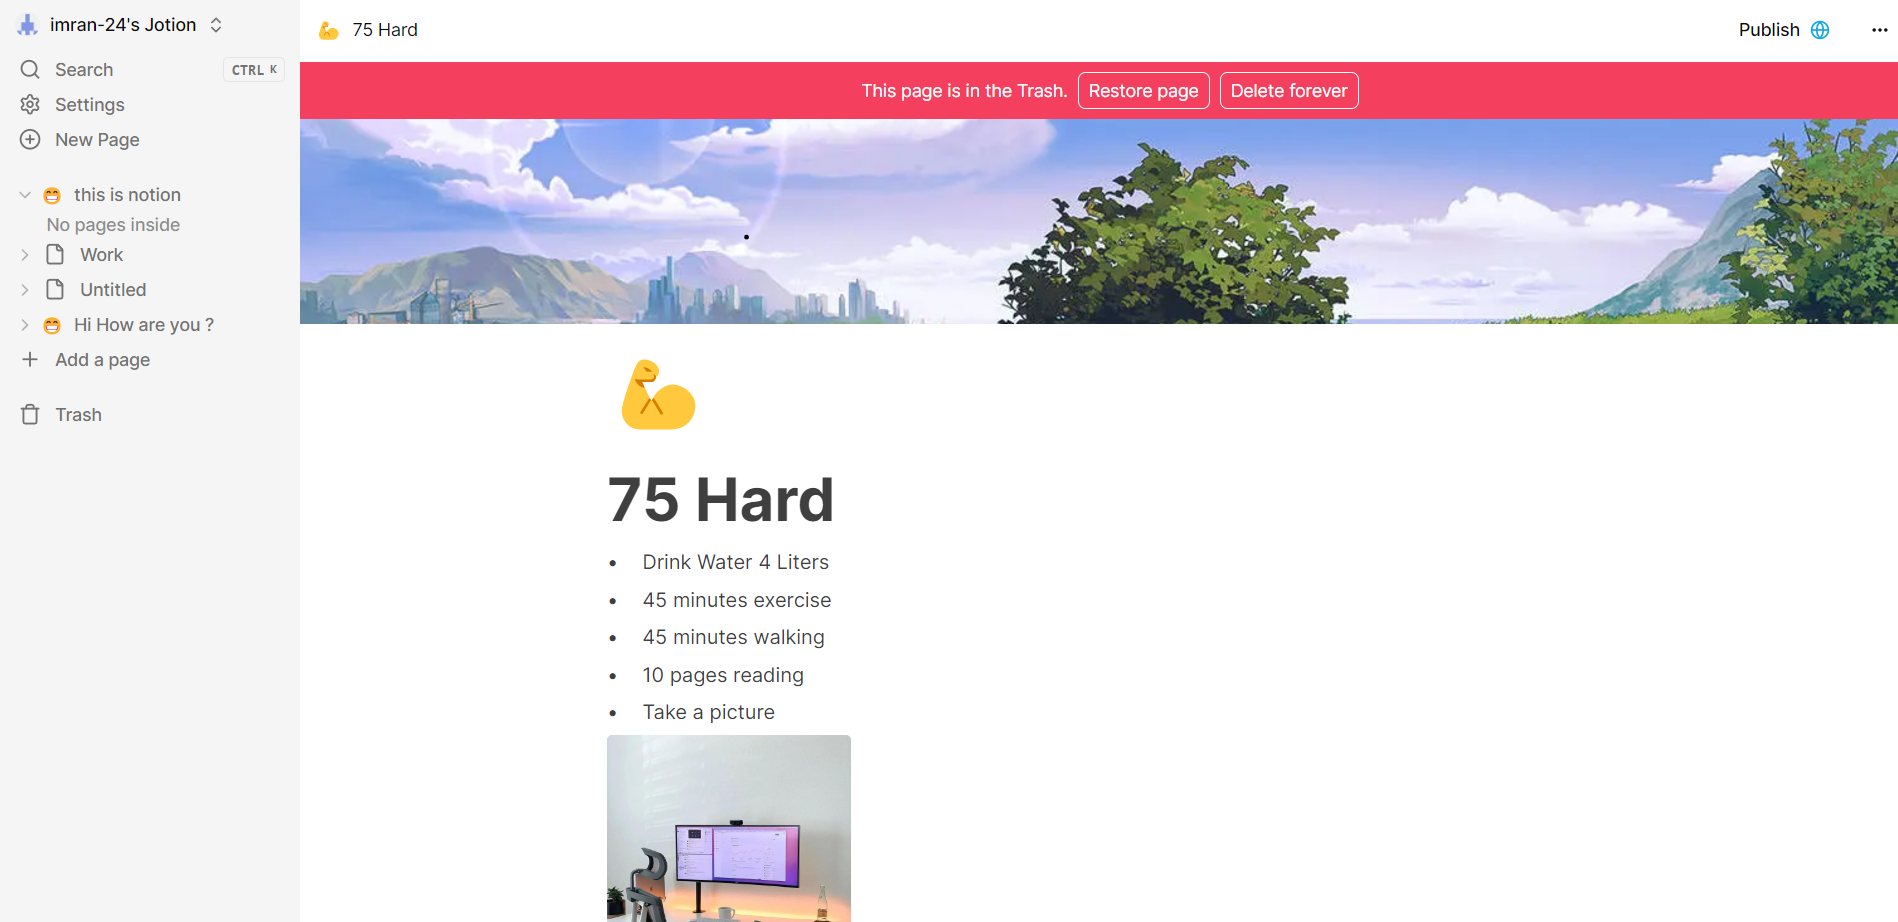 imran-24's Jotion
Search CTRL K
Settings
New Page
this is notion
No pages inside
Work
Untitled
Hi How are you ?
Add a page
Trash
75 Hard
Publish
This page is in the Trash. Restore page Delete forever
75 Hard
• Drink Water 4 Liters
• 45 minutes exercise
• 45 minutes walking
• 10 pages reading
• Take a picture